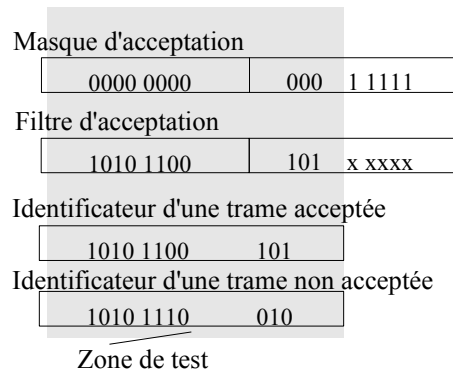 Masque d'acceptation
0000 0000 000 1 1111
Filtre d'acceptation
1010 1100 101 x xxxx
Identificateur d'une trame acceptée
1010 1100 101
Identificateur d'une trame non acceptée
1010 1110 010
Zone de test